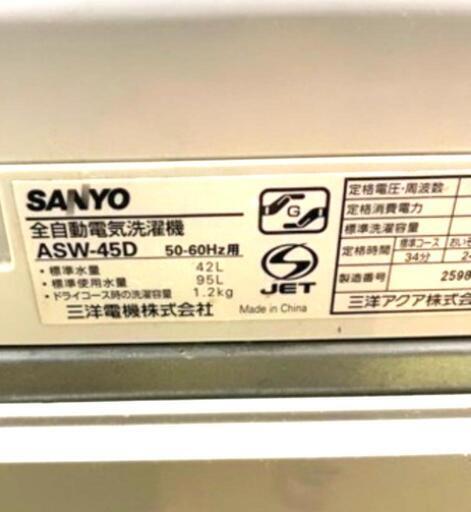 SANYO
全自動電気洗濯機
ASW-45D 50-60Hz用
・標準水量 42L
・標準使用水量 95L
・ドライコース時の洗濯容量 1.2kg
三洋電機株式会社
G
S
JET
Made in China
定格電圧・周波数
定格消費電力
標準洗濯容量
定格時間 標準コース おい
34分 24
製造番号 2598
三洋アクア株式